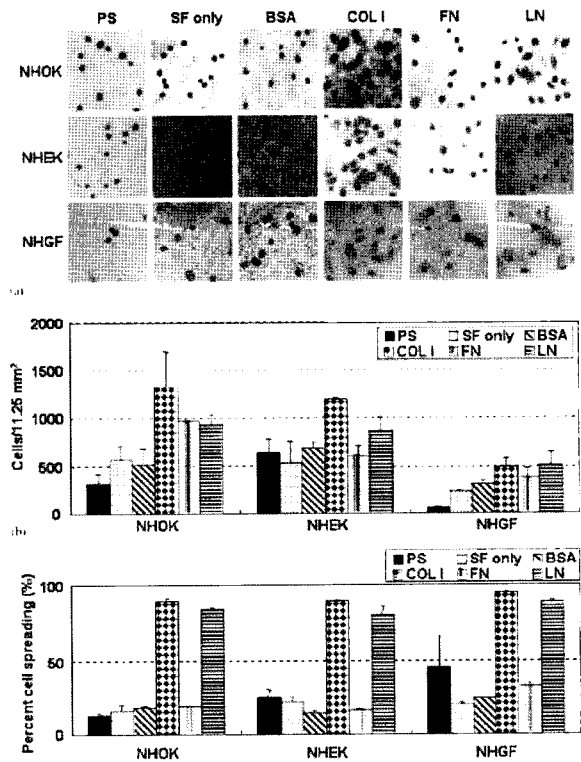 PS SF only BSA COL I FN LN
NHOK
NHEK
NHGF
(a)
Cells/11.25 mm²
2000
1500
1000
500
0
PS SF only BSA
COL I FN LN
NHOK NHEK NHGF
(b)
Percent cell spreading (%)
100
50
0
PS SF only BSA
COL I FN LN
NHOK NHEK NHGF